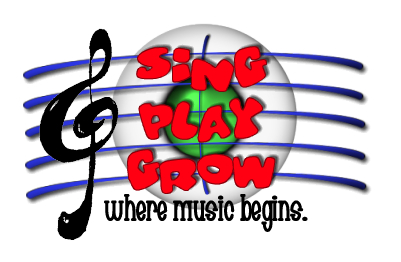 SiNG
PLAY
GROW
where music begins.